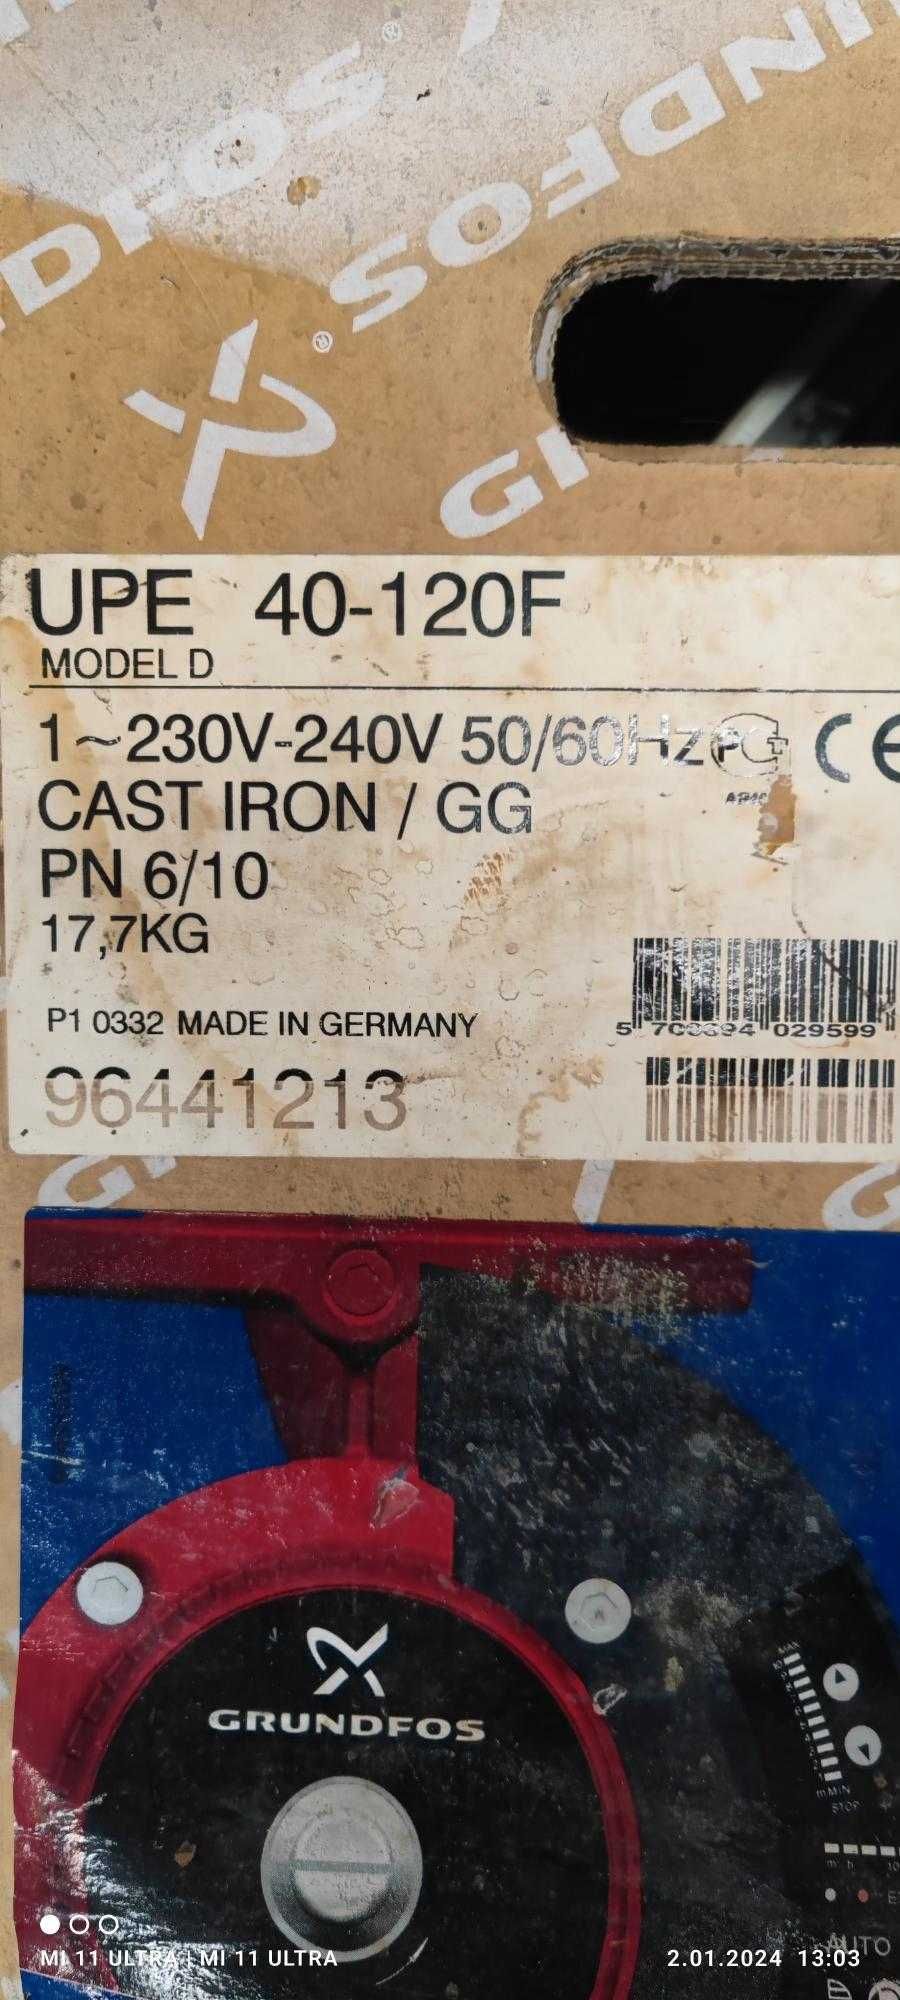 GRUNDFOS
®
®
UPE 40-120F
MODEL D
1~230V-240V 50/60Hz CE
CAST IRON / GG
PN 6/10
17,7KG
P1 0332 MADE IN GERMANY
96441213
029599
GRUNDFOS
MIN
STOP
AUTO
MI 11 ULTRA | MI 11 ULTRA
2.01.2024 13:03